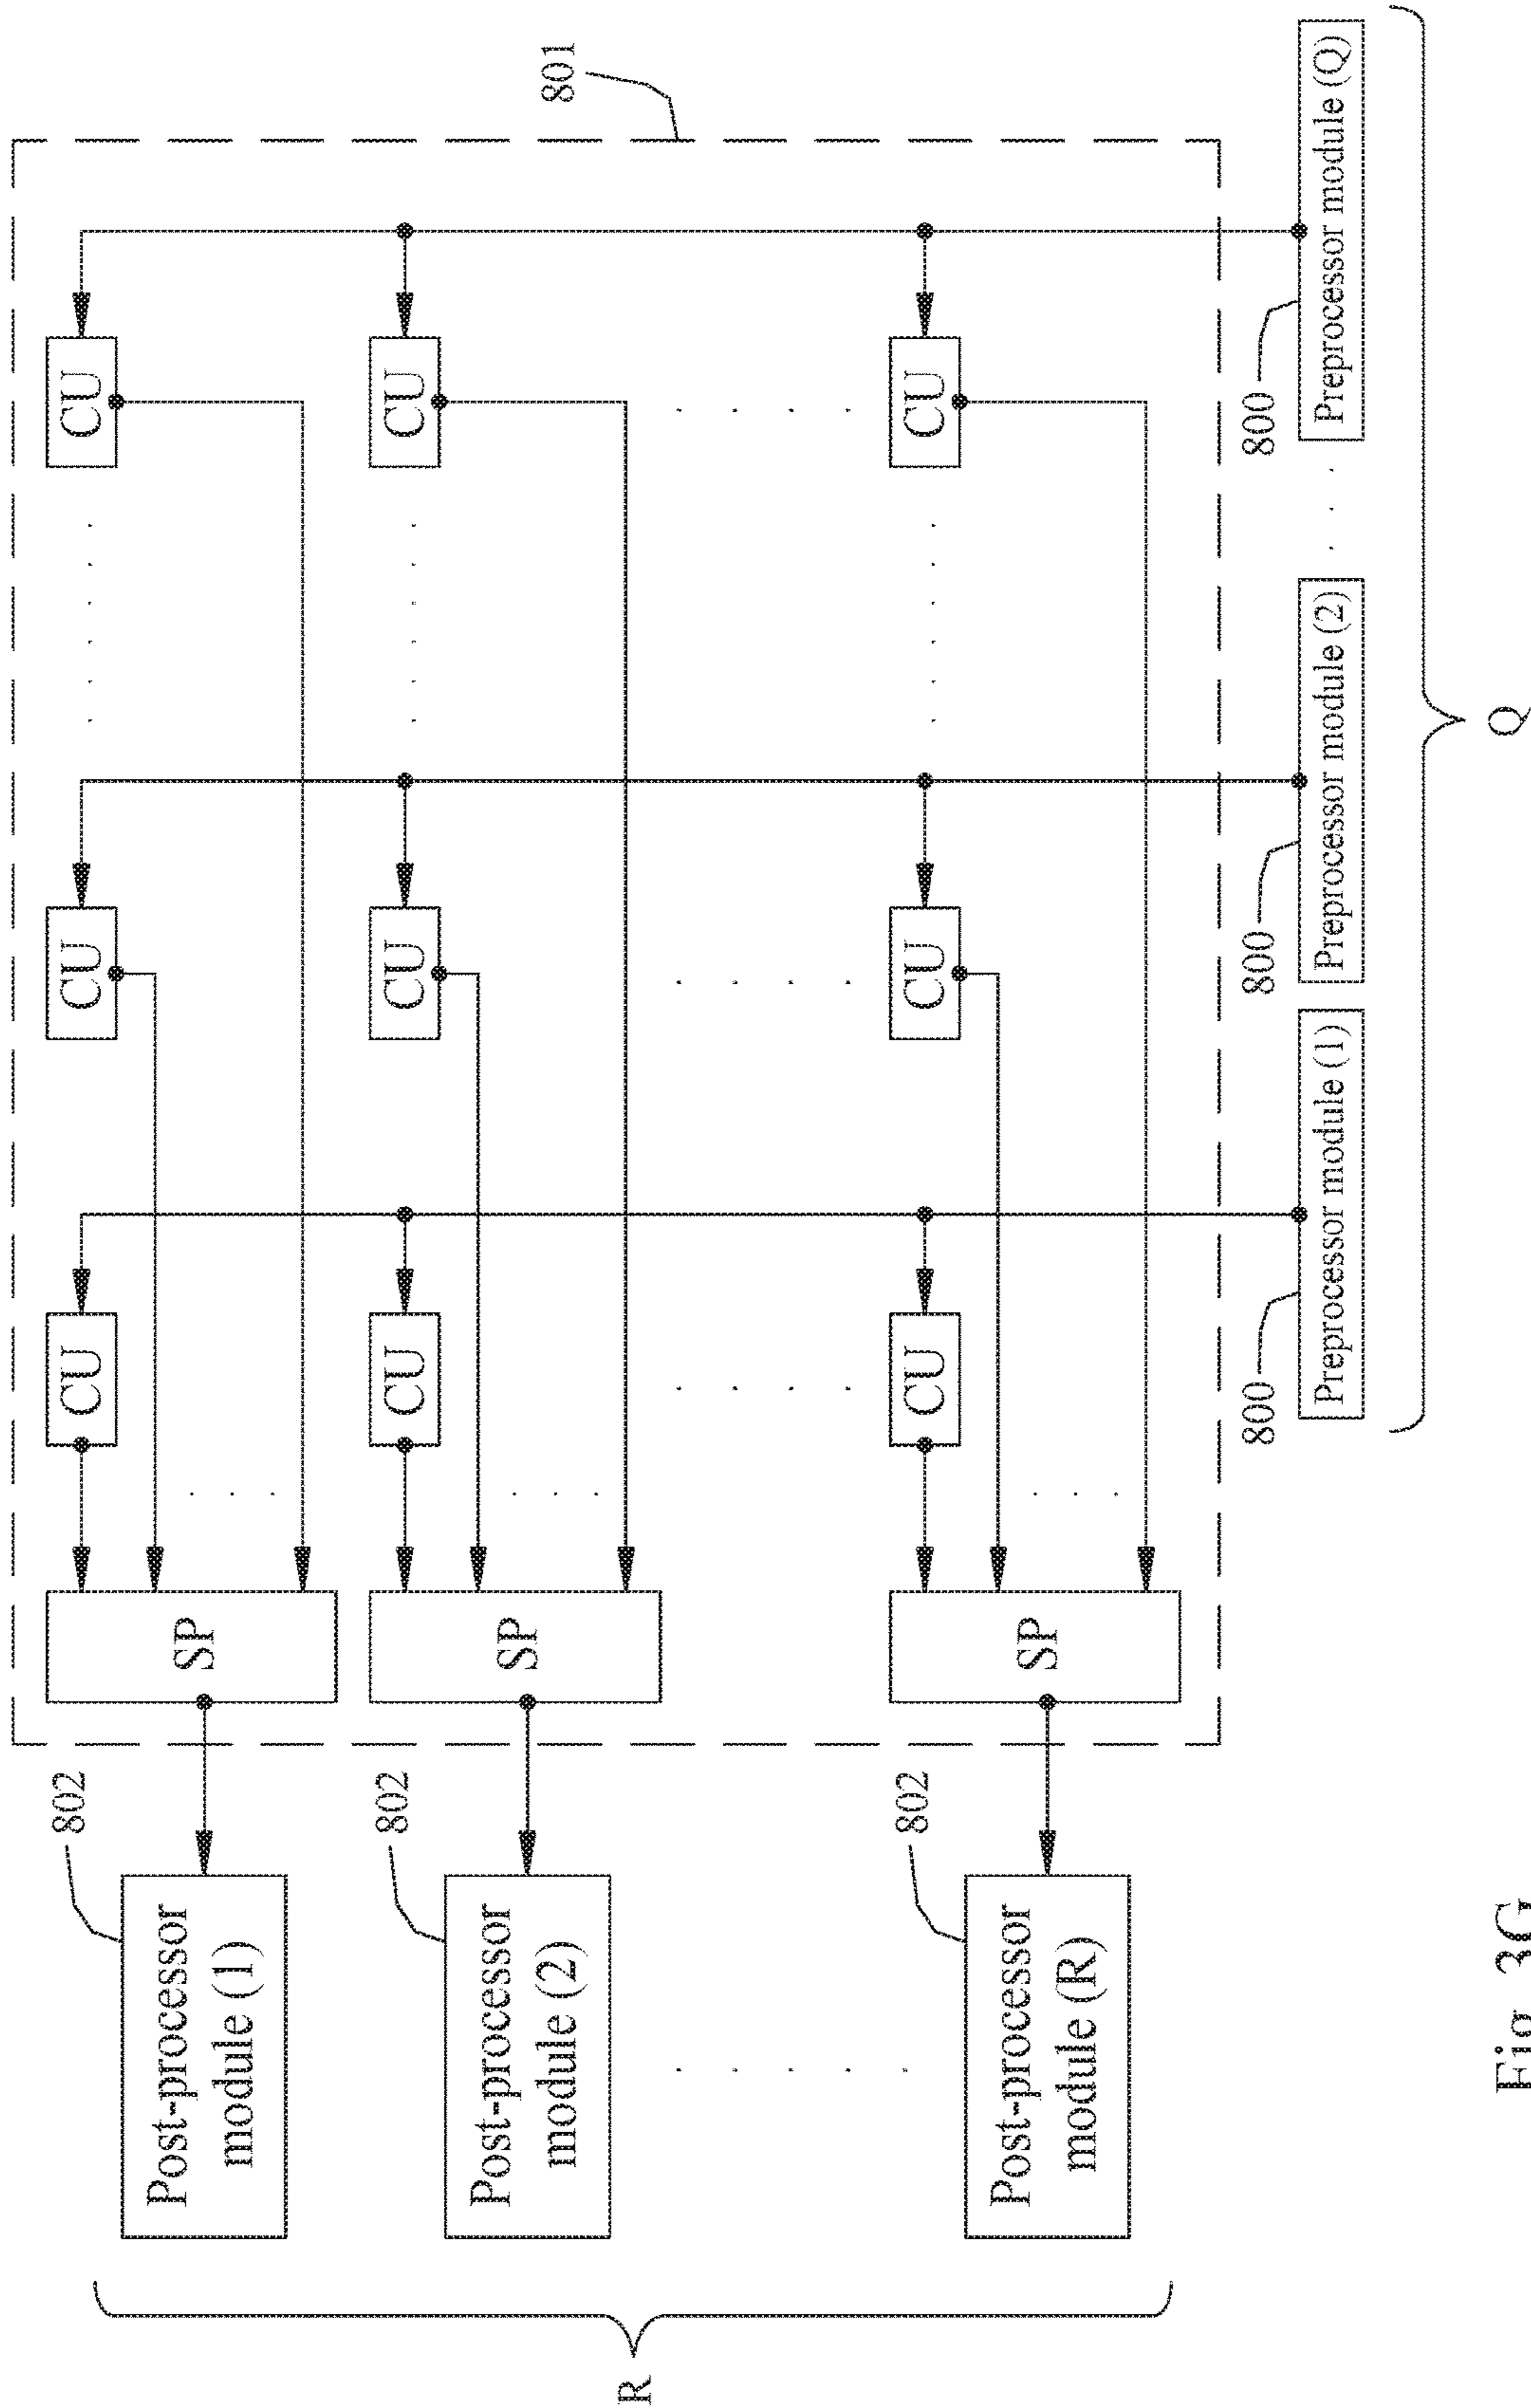 802
CU
CU
CU
Post-processor
module (1)
SP
802
CU
CU
CU
Post-processor
module (2)
SP
801
R
802
CU
CU
CU
Post-processor
module (R)
SP
800
800
800
Preprocessor module (1)
Preprocessor module (2)
Preprocessor module (Q)
Q
Fig. 3G